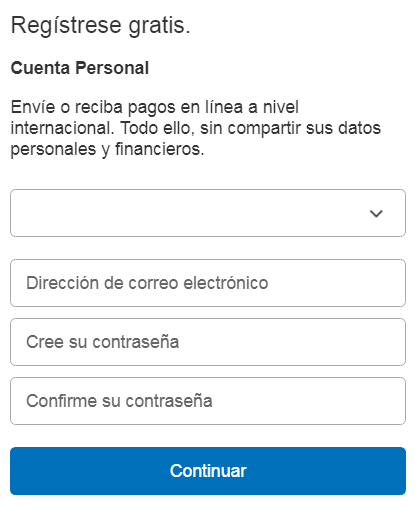 Regístrese gratis.
Cuenta Personal
Envíe o reciba pagos en línea a nivel
internacional. Todo ello, sin compartir sus datos
personales y financieros.
Dirección de correo electrónico
Cree su contraseña
Confirme su contraseña
Continuar